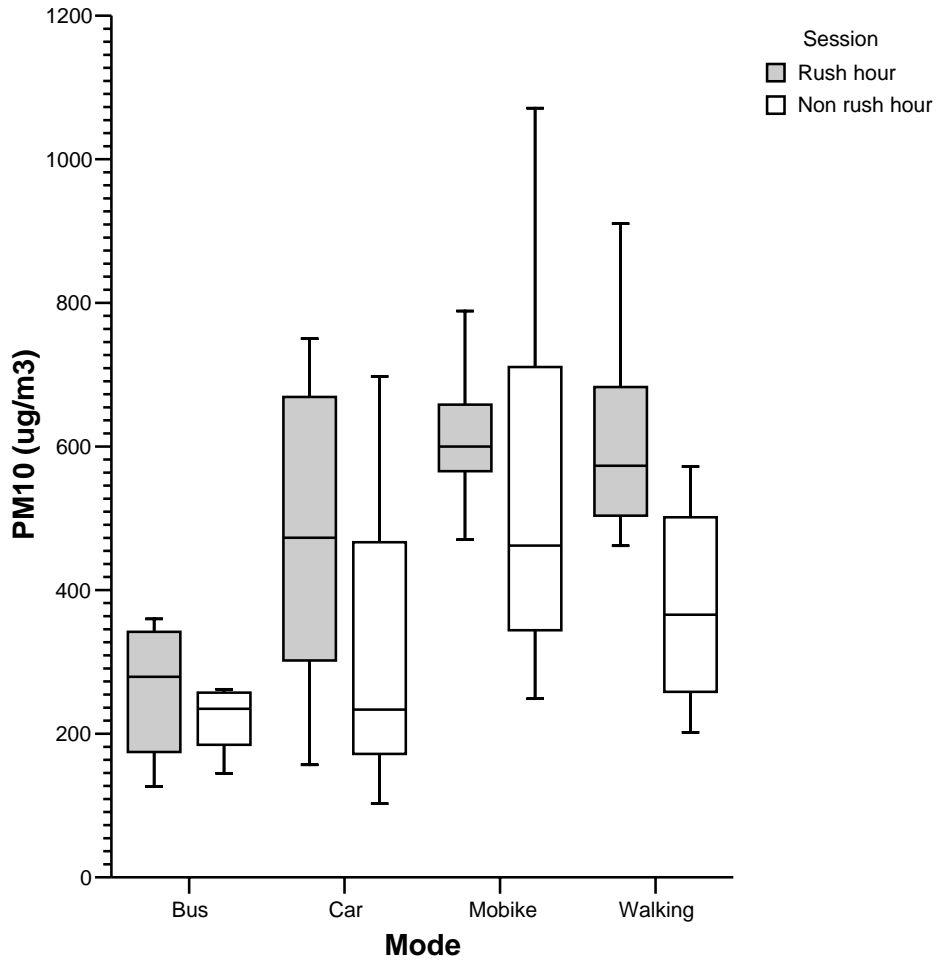 1200
1000
800
600
400
200
0
PM10 (ug/m3)
Bus
Car
Mobike
Walking
Mode
Session
Rush hour
Non rush hour